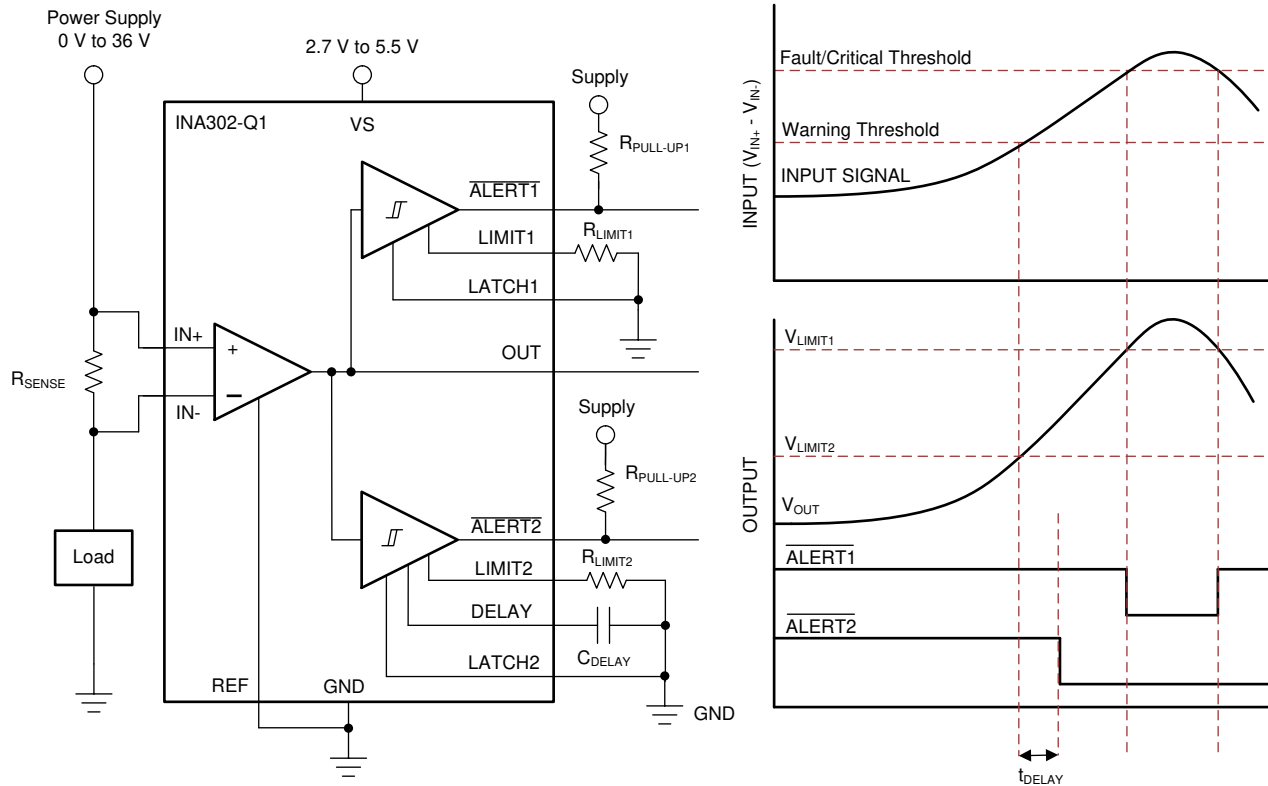 Power Supply
0 V to 36 V
2.7 V to 5.5 V
Supply
INA302-Q1
VS
RPULL-UP1
ALERT1
LIMIT1
RLIMIT1
LATCH1
IN+
+
OUT
RSENSE
IN-
Supply
RPULL-UP2
ALERT2
LIMIT2
RLIMIT2
Load
DELAY
CDELAY
LATCH2
REF
GND
GND
INPUT (VIN+ - VIN-)
Fault/Critical Threshold
Warning Threshold
INPUT SIGNAL
OUTPUT
VLIMIT1
VLIMIT2
VOUT
ALERT1
ALERT2
tDELAY